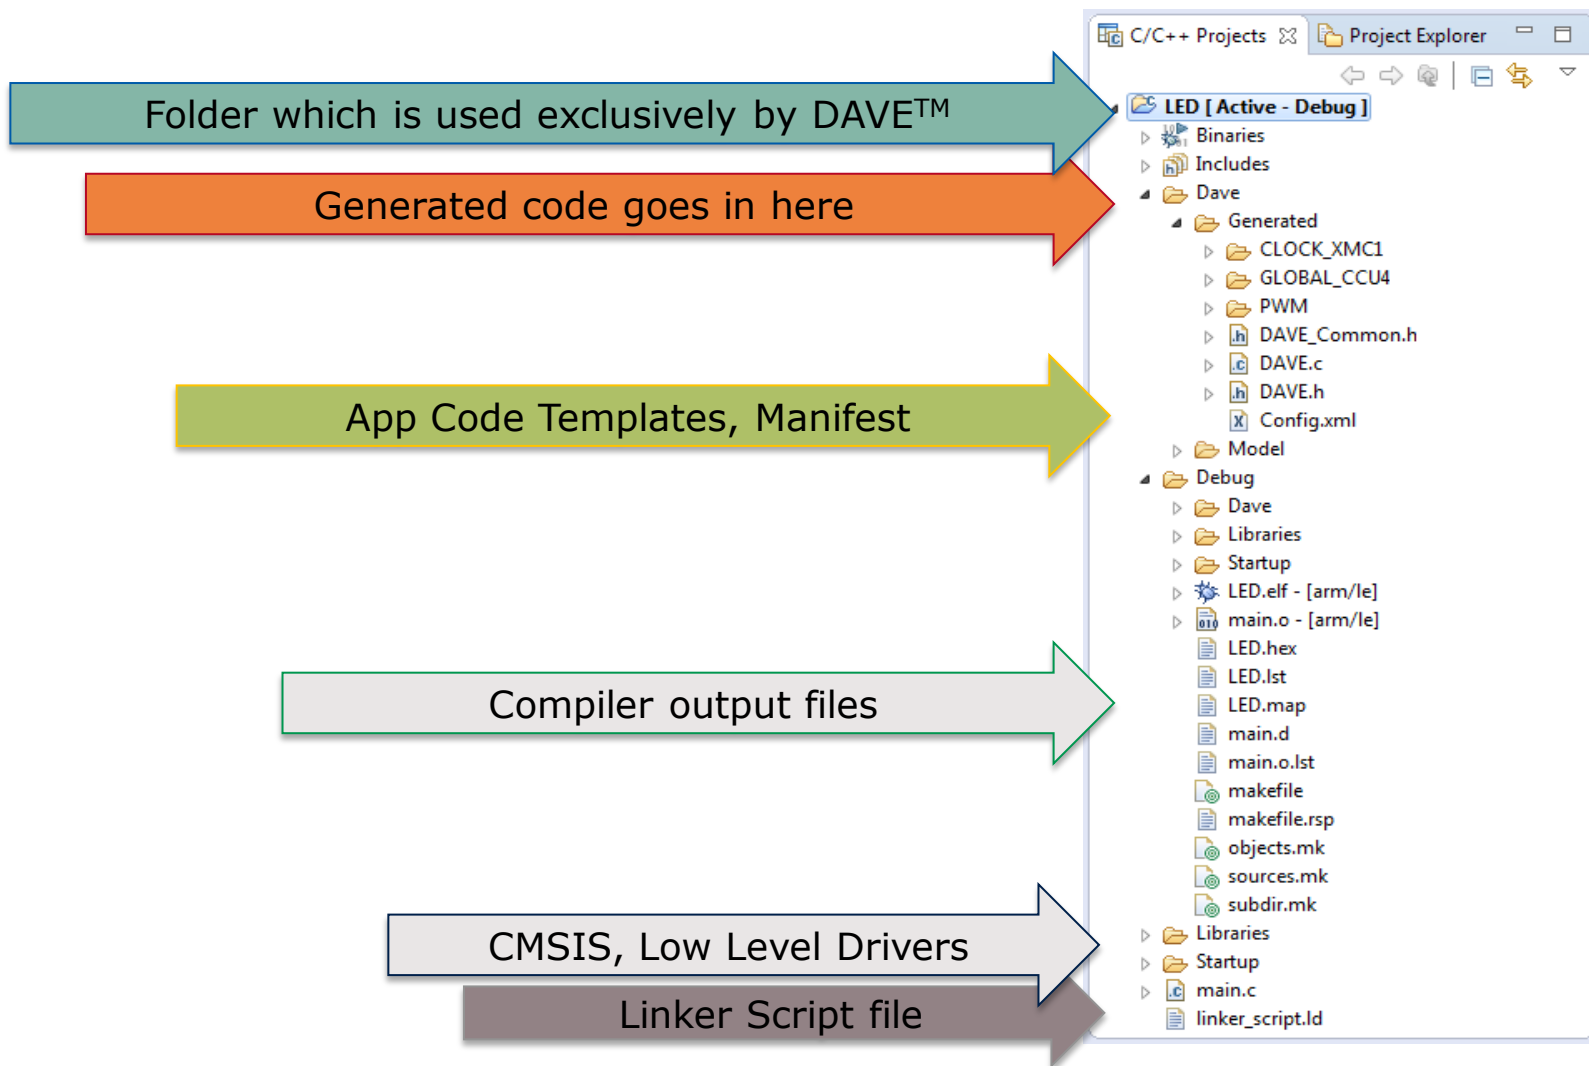 C/C++ Projects Project Explorer
Folder which is used exclusively by DAVE™
LED [ Active - Debug ]
Binaries
Includes
Generated code goes in here
Dave
Generated
CLOCK_XMC1
GLOBAL_CCU4
PWM
DAVE_Common.h
DAVE.c
DAVE.h
App Code Templates, Manifest
Config.xml
Model
Debug
Dave
Libraries
Startup
LED.elf - [arm/le]
main.o - [arm/le]
LED.hex
LED.lst
Compiler output files
LED.map
main.d
main.o.lst
makefile
makefile.rsp
objects.mk
sources.mk
subdir.mk
CMSIS, Low Level Drivers
Libraries
Startup
main.c
Linker Script file
linker_script.ld